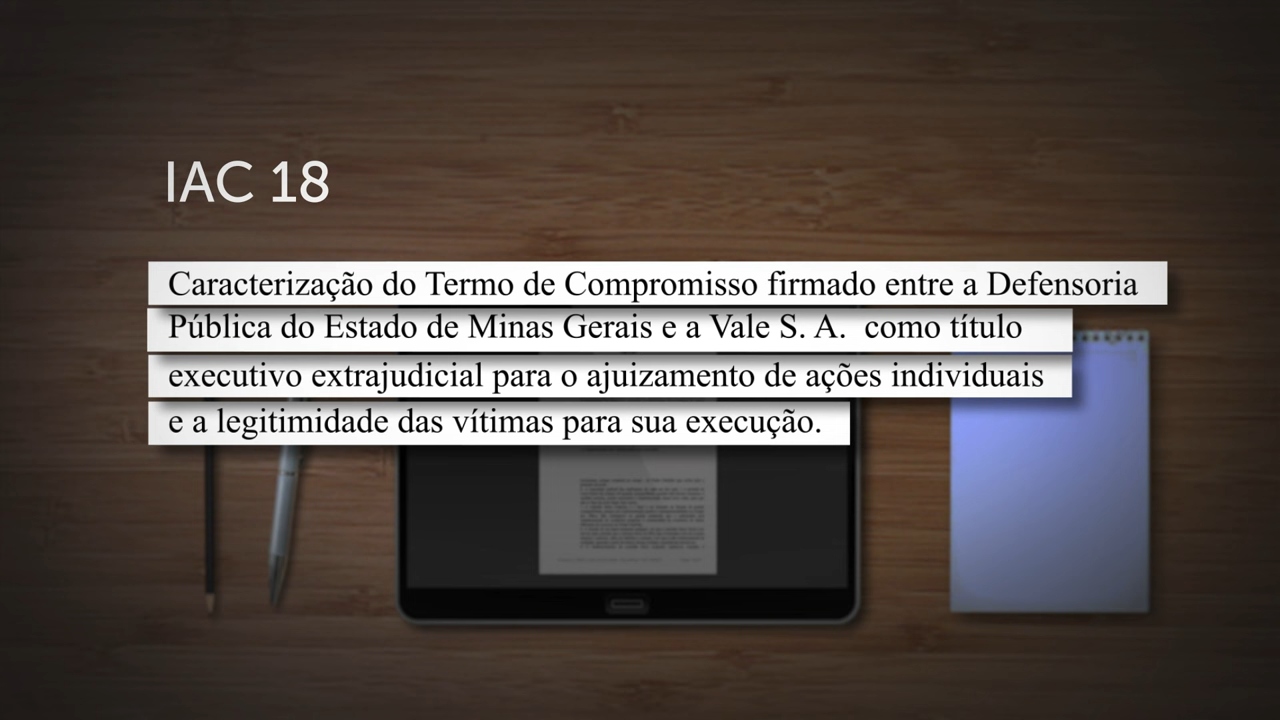 IAC 18
Caracterização do Termo de Compromisso firmado entre a Defensoria
Pública do Estado de Minas Gerais e a Vale S. A. como título
executivo extrajudicial para o ajuizamento de ações individuais
e a legitimidade das vítimas para sua execução.